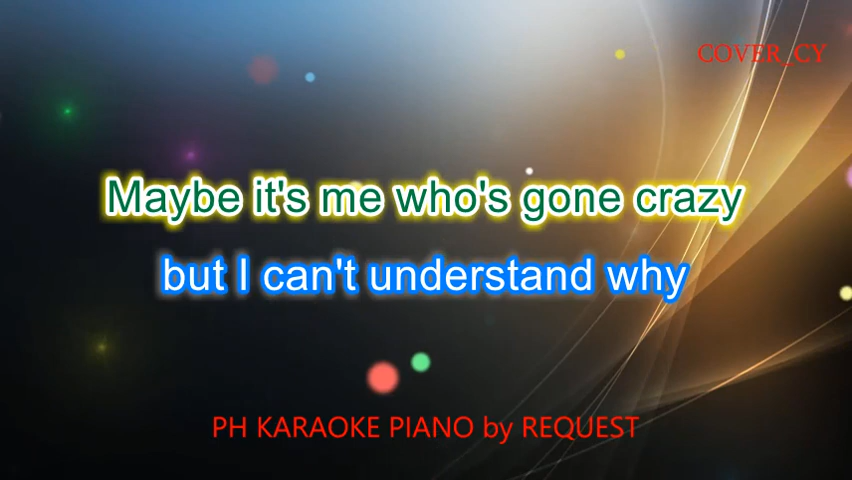 COVER_CY
Maybe it's me who's gone crazy
but I can't understand why
PH KARAOKE PIANO by REQUEST